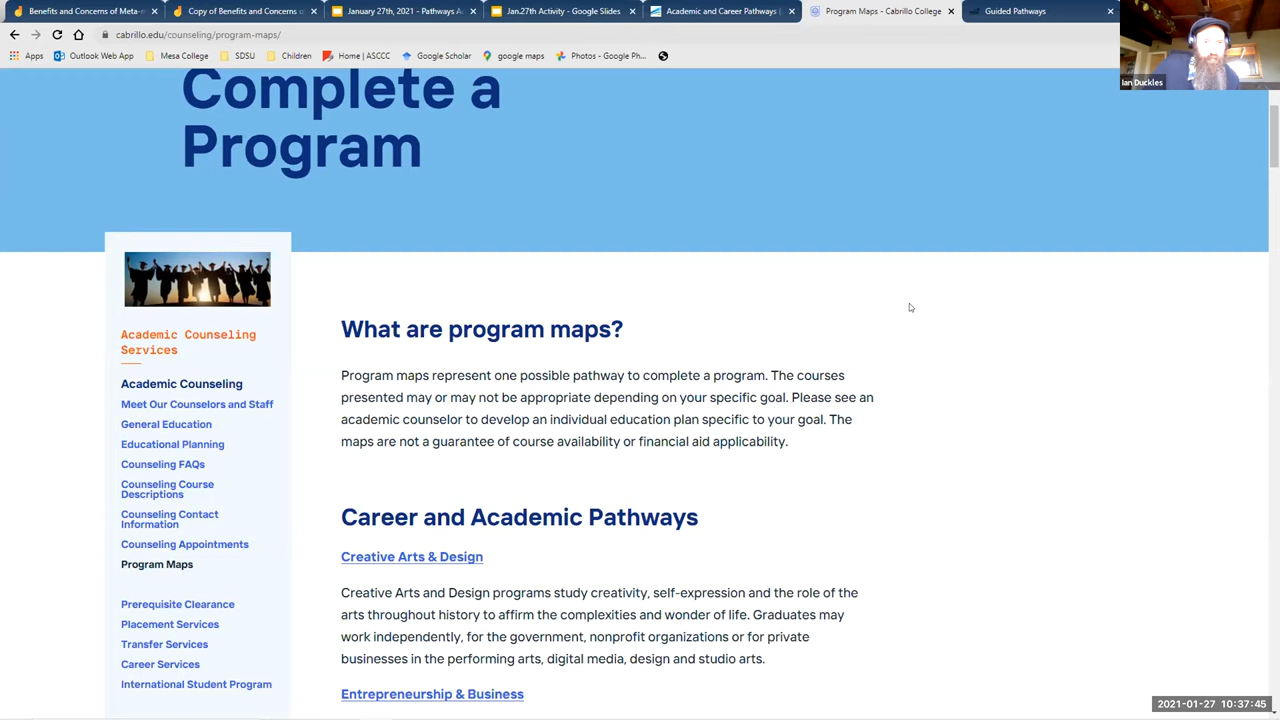 Benefits and Concerns of Meta-
Copy of Benefits and Concerns o
January 27th, 2021 - Pathways A
Jan.27th Activity - Google Slides
Academic and Career Pathways (
Program Maps - Cabrillo College
Guided Pathways
cabrillo.edu/counseling/program-maps/
Apps
Outlook Web App
Mesa College
SDSU
Children
Home | ASCCC
Google Scholar
google maps
Photos - Google Ph...
Ian Duckles
Complete a
Program
Academic Counseling
Services
Academic Counseling
Meet Our Counselors and Staff
General Education
Educational Planning
Counseling FAQs
Counseling Course
Descriptions
Counseling Contact
Information
Counseling Appointments
Program Maps
Prerequisite Clearance
Placement Services
Transfer Services
Career Services
International Student Program
What are program maps?
Program maps represent one possible pathway to complete a program. The courses
presented may or may not be appropriate depending on your specific goal. Please see an
academic counselor to develop an individual education plan specific to your goal. The
maps are not a guarantee of course availability or financial aid applicability.
Career and Academic Pathways
Creative Arts & Design
Creative Arts and Design programs study creativity, self-expression and the role of the
arts throughout history to affirm the complexities and wonder of life. Graduates may
work independently, for the government, nonprofit organizations or for private
businesses in the performing arts, digital media, design and studio arts.
Entrepreneurship & Business
2021-01-27 10:37:45